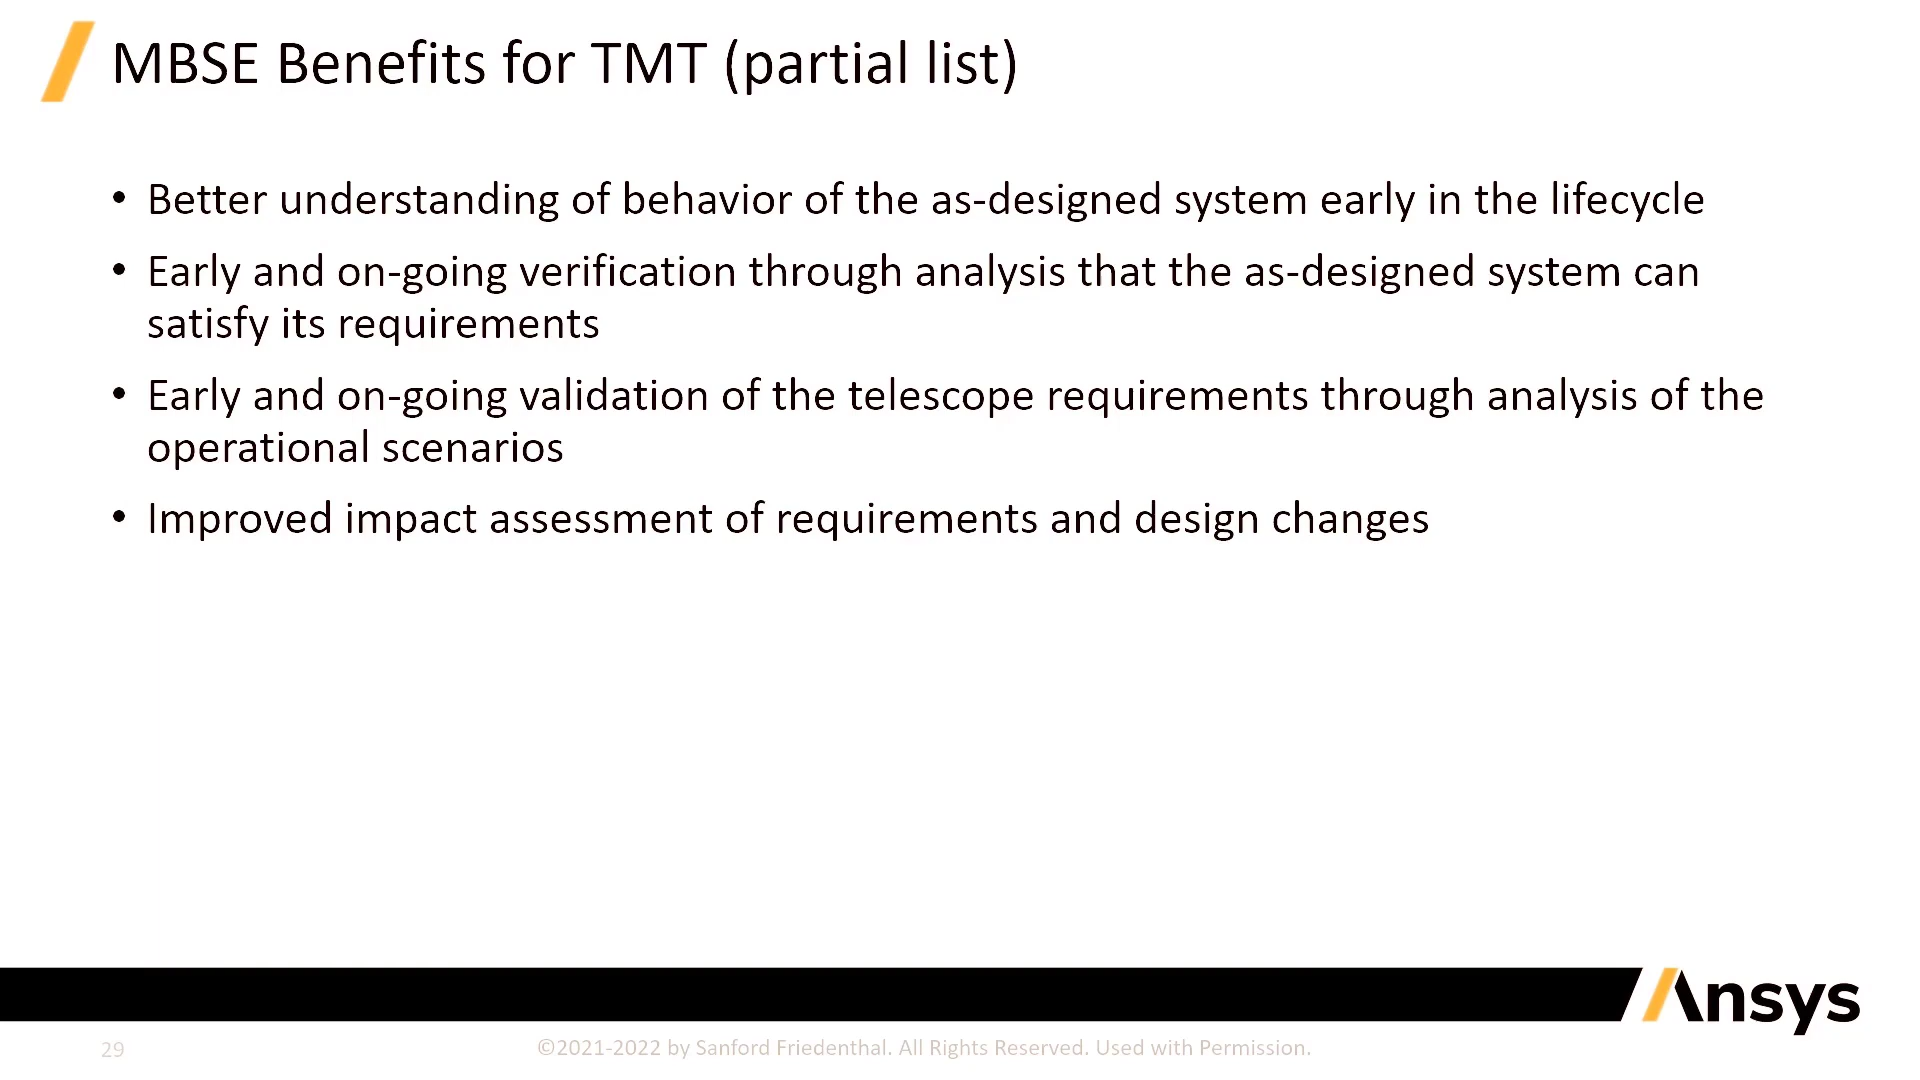 MBSE Benefits for TMT (partial list)
• Better understanding of behavior of the as-designed system early in the lifecycle
• Early and on-going verification through analysis that the as-designed system can
satisfy its requirements
• Early and on-going validation of the telescope requirements through analysis of the
operational scenarios
• Improved impact assessment of requirements and design changes
Ansys
29
©2021-2022 by Sanford Friedenthal. All Rights Reserved. Used with Permission.